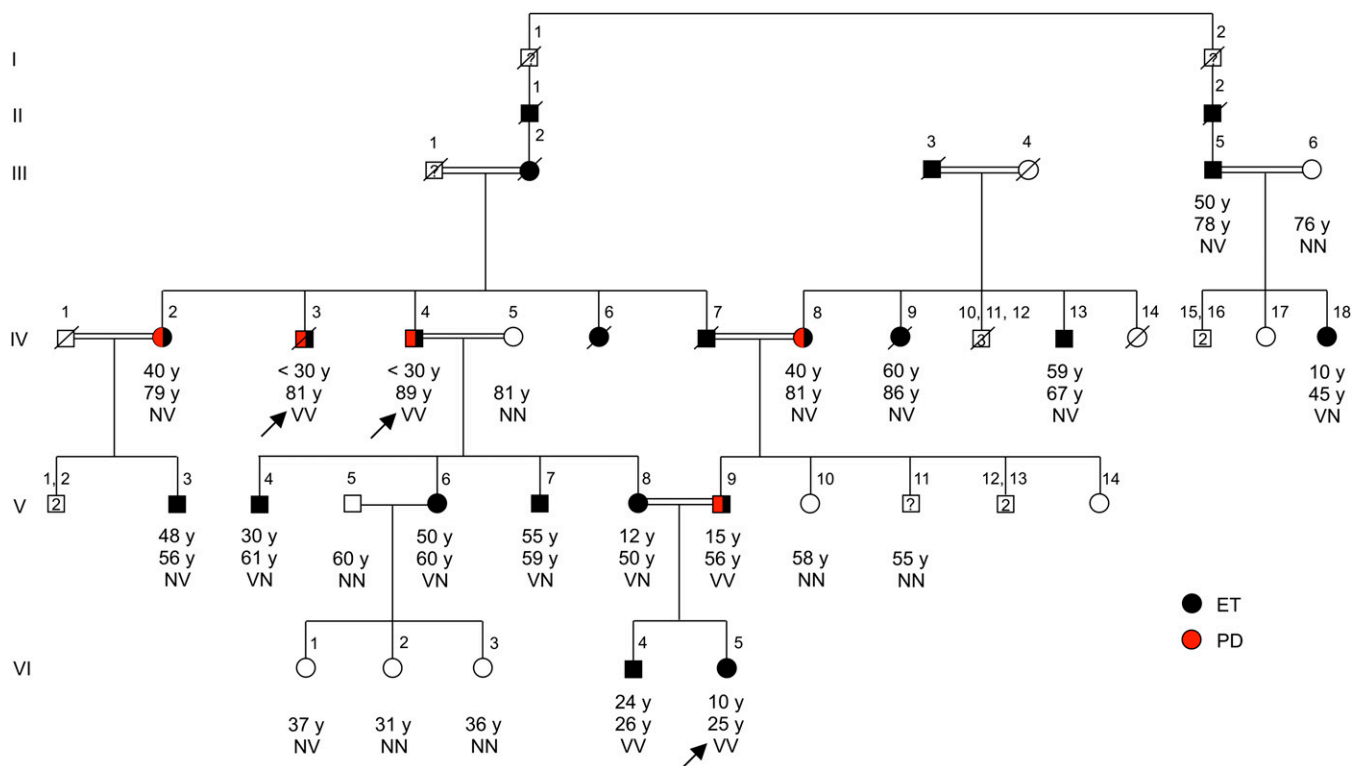 1 2
I ? ?
1 2
II
1 2 3 4 5 6
III ?
50 y
78 y 76 y
NV NN
1 2 3 4 5 6 7 8 9 10, 11, 12 13 14 15, 16 17 18
IV 3 2
40 y < 30 y < 30 y 40 y 60 y 59 y 10 y
79 y 81 y 89 y 81 y 81 y 86 y 67 y 45 y
NV VV VV NN NV NV NV VN
1, 2 3 4 5 6 7 8 9 10 11 12, 13 14
V 2 ? 2
48 y 30 y 50 y 55 y 12 y 15 y
56 y 61 y 60 y 60 y 59 y 50 y 56 y 58 y 55 y
NV VN NN VN VN VN VV NN NN
ET
PD
1 2 3 4 5
VI
24 y 10 y
37 y 31 y 36 y 26 y 25 y
NV NN NN VV VV